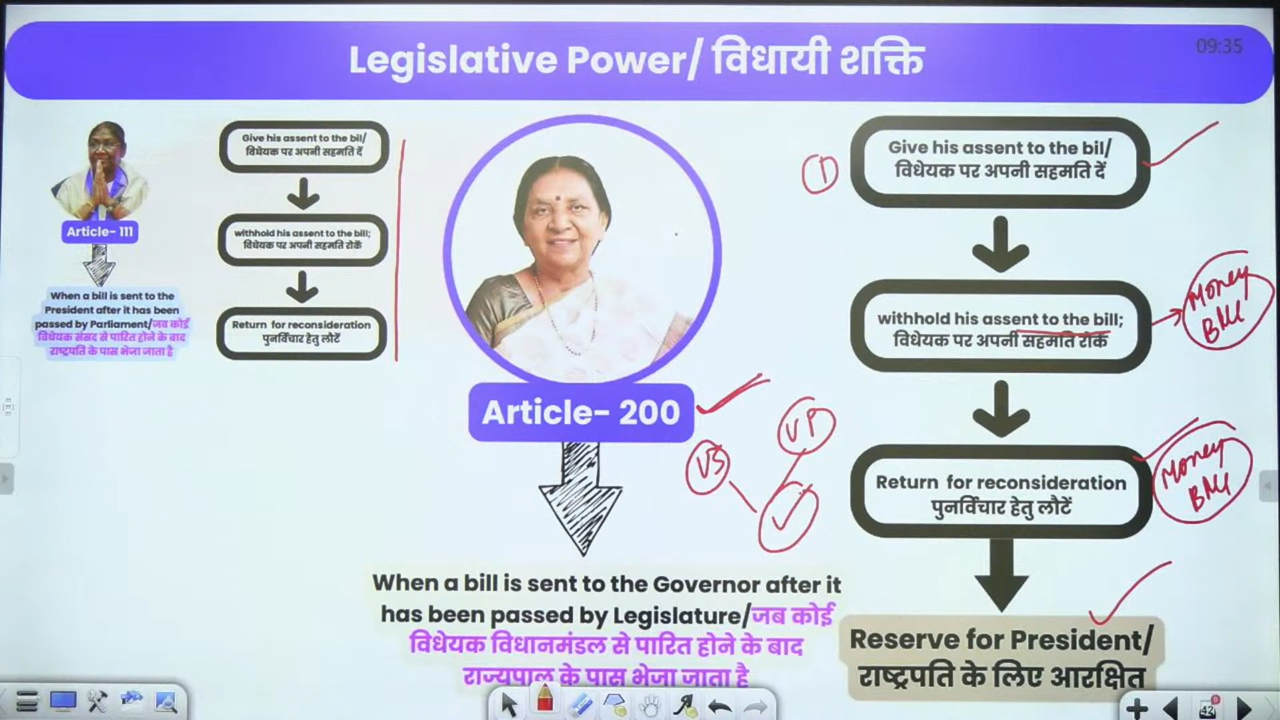 Legislative Power/ विधायी शक्ति
09:35
Article- 111
When a bill is sent to the
President after it has been
passed by Parliament/जब कोई
विधेयक संसद से पारित होने के बाद
राष्ट्रपति के पास भेजा जाता है
Give his assent to the bil/
विधेयक पर अपनी सहमति दें
withhold his assent to the bill;
विधेयक पर अपनी सहमति रोकें
Return for reconsideration
पुनर्विचार हेतु लौटें
Article- 200
VS
VP
When a bill is sent to the Governor after it
has been passed by Legislature/जब कोई
विधेयक विधानमंडल से पारित होने के बाद
राज्यपाल के पास भेजा जाता है
1
Give his assent to the bil/
विधेयक पर अपनी सहमति दें
withhold his assent to the bill;
विधेयक पर अपनी सहमति रोकें
Money
Bill
Return for reconsideration
पुनर्विचार हेतु लौटें
Money
Bill
Reserve for President/
राष्ट्रपति के लिए आरक्षित
42